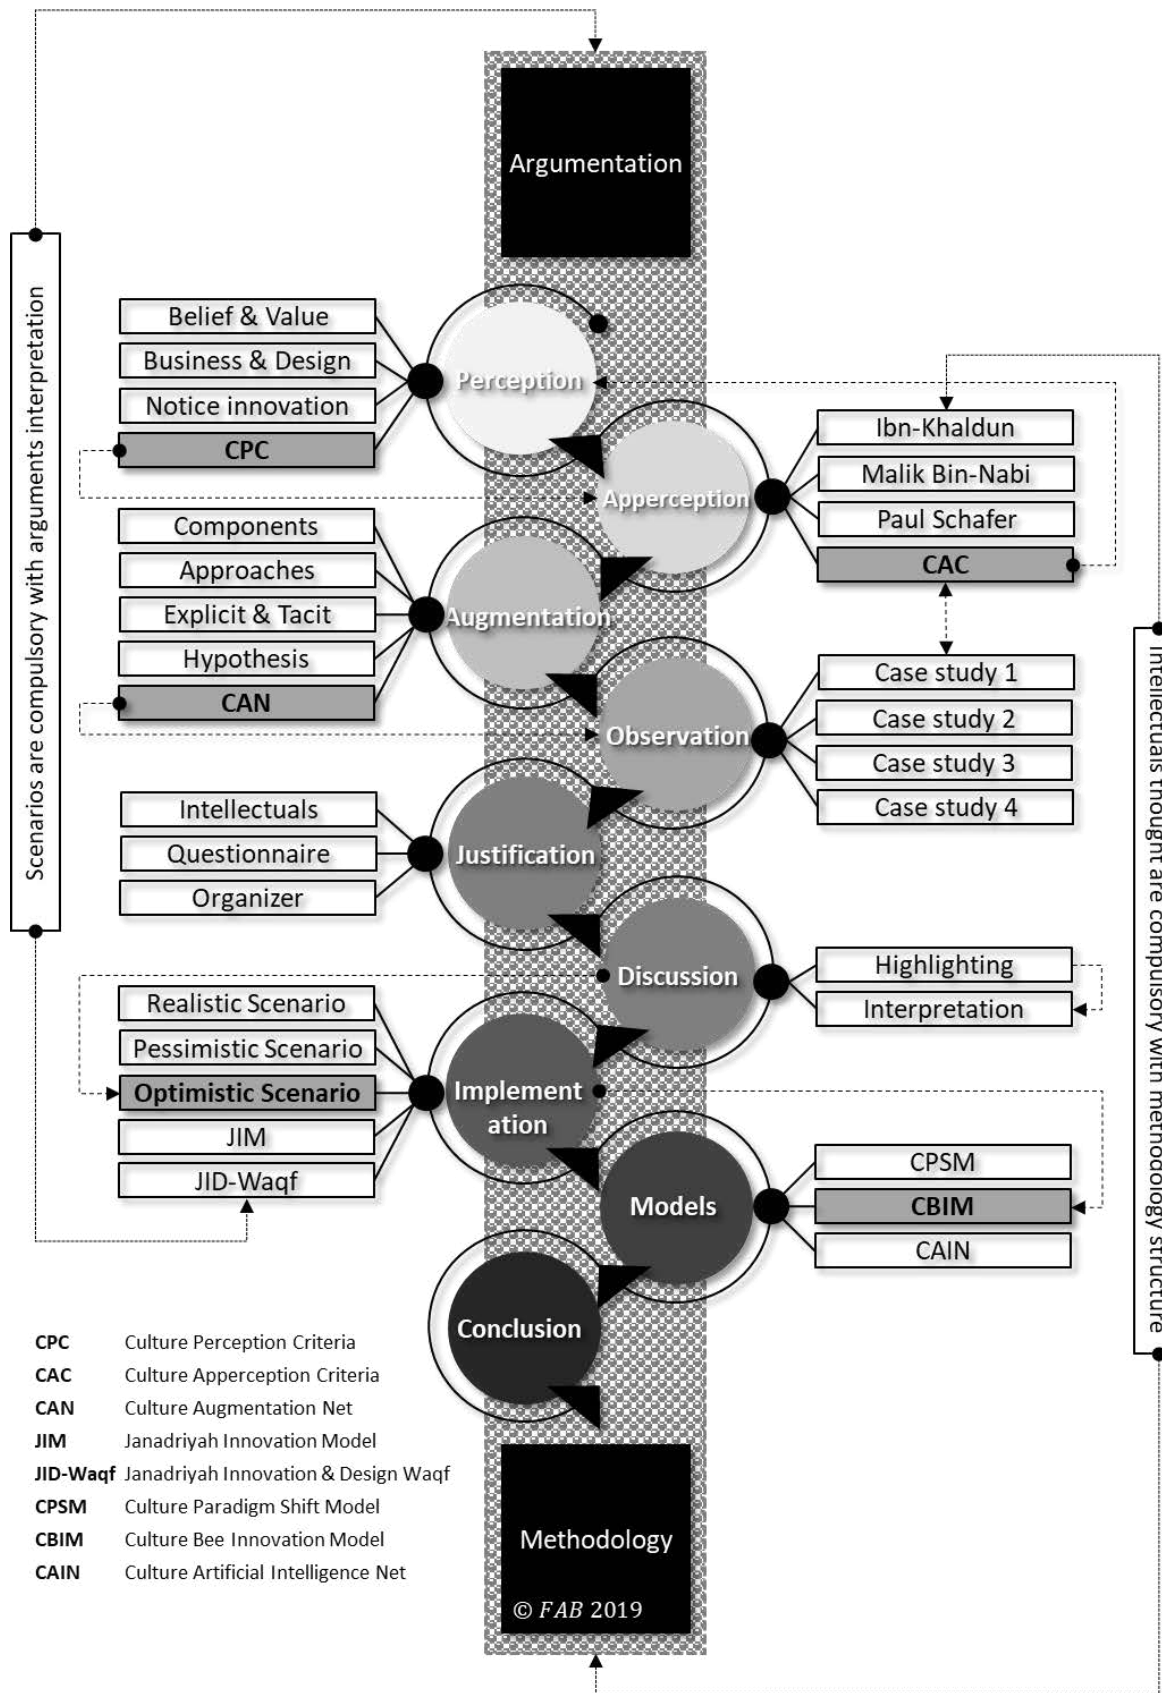 Argumentation
Scenarios are compulsory with arguments interpretation
Belief & Value
Business & Design
Notice innovation
CPC
Perception
Ibn-Khaldun
Malik Bin-Nabi
Paul Schafer
CAC
Apperception
Components
Approaches
Explicit & Tacit
Hypothesis
CAN
Augmentation
Case study 1
Case study 2
Case study 3
Case study 4
Observation
Intellectuals thought are compulsory with methodology structure
Intellectuals
Questionnaire
Organizer
Justification
Highlighting
Interpretation
Discussion
Realistic Scenario
Pessimistic Scenario
Optimistic Scenario
JIM
JID-Waqf
Implement
ation
CPSM
CBIM
CAIN
Models
Conclusion
CPC Culture Perception Criteria
CAC Culture Apperception Criteria
CAN Culture Augmentation Net
JIM Janadriyah Innovation Model
JID-Waqf Janadriyah Innovation & Design Waqf
CPSM Culture Paradigm Shift Model
CBIM Culture Bee Innovation Model
CAIN Culture Artificial Intelligence Net
Methodology
© FAB 2019